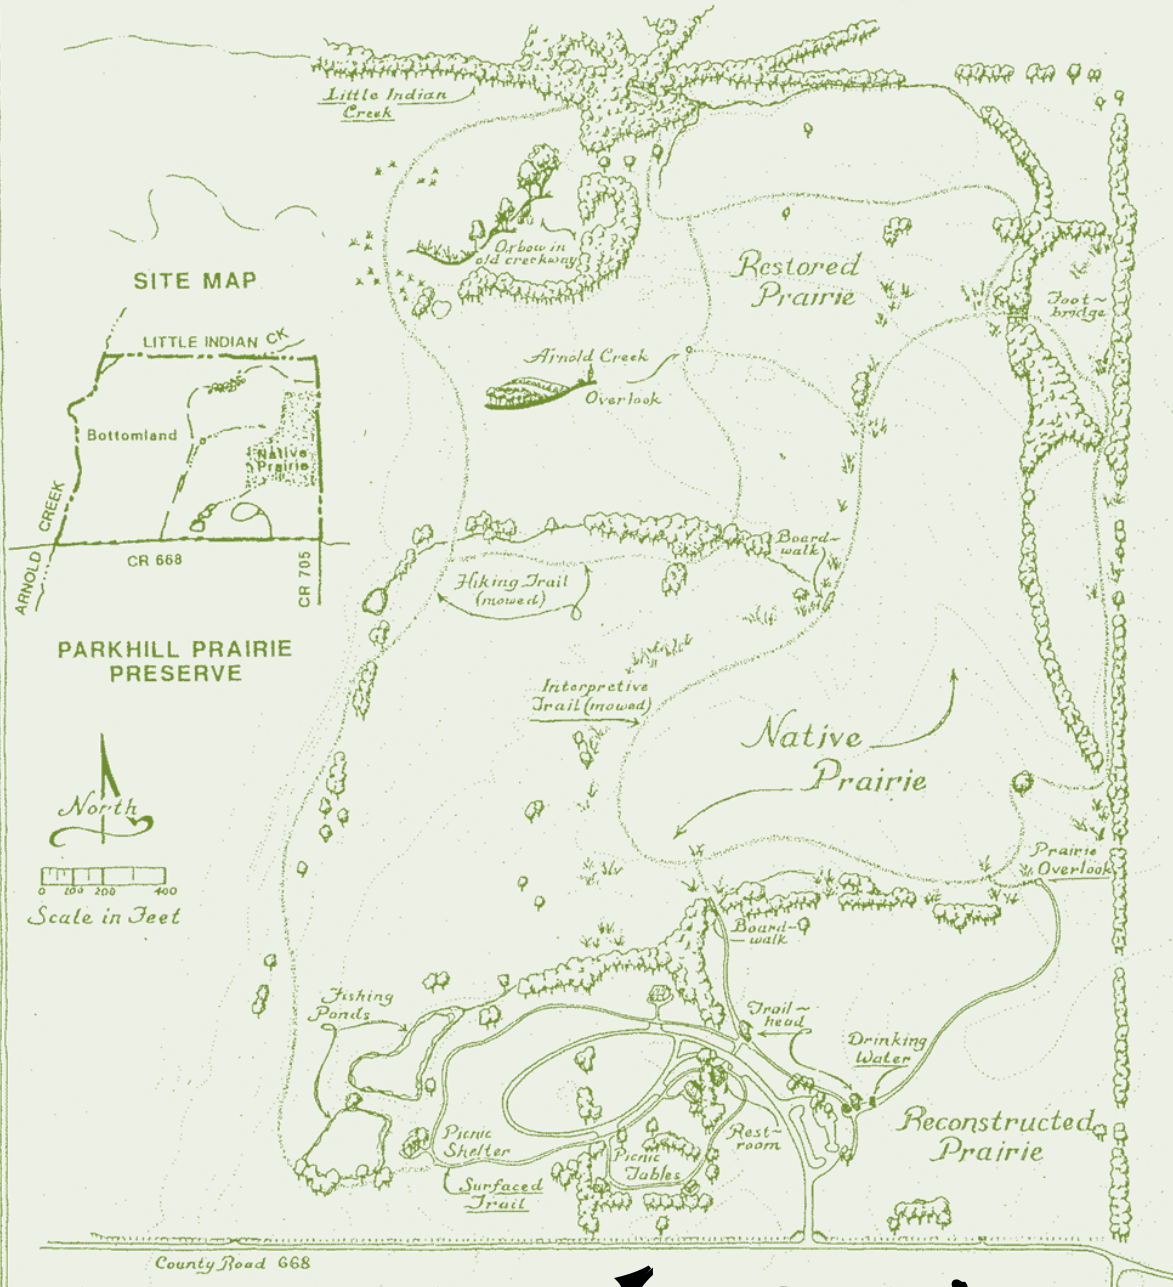 Little Indian
Creek
Oxbow in
old creekway
Restored
Prairie
Foot-
bridge
SITE MAP
LITTLE INDIAN CK
Bottomland
Native
Prairie
ARNOLD CREEK
CR 668
CR 705
PARKHILL PRAIRIE
PRESERVE
Arnold Creek
Overlook
Board-
walk
Hiking Trail
(mowed)
Interpretive
Trail (mowed)
Native
Prairie
North
0 100 200 400
Scale in Feet
Prairie
Overlook
Board-
walk
Fishing
Ponds
Trail-
head
Drinking
Water
Reconstructed
Prairie
Picnic
Shelter
Rest-
room
Picnic
Tables
Surfaced
Trail
County Road 668